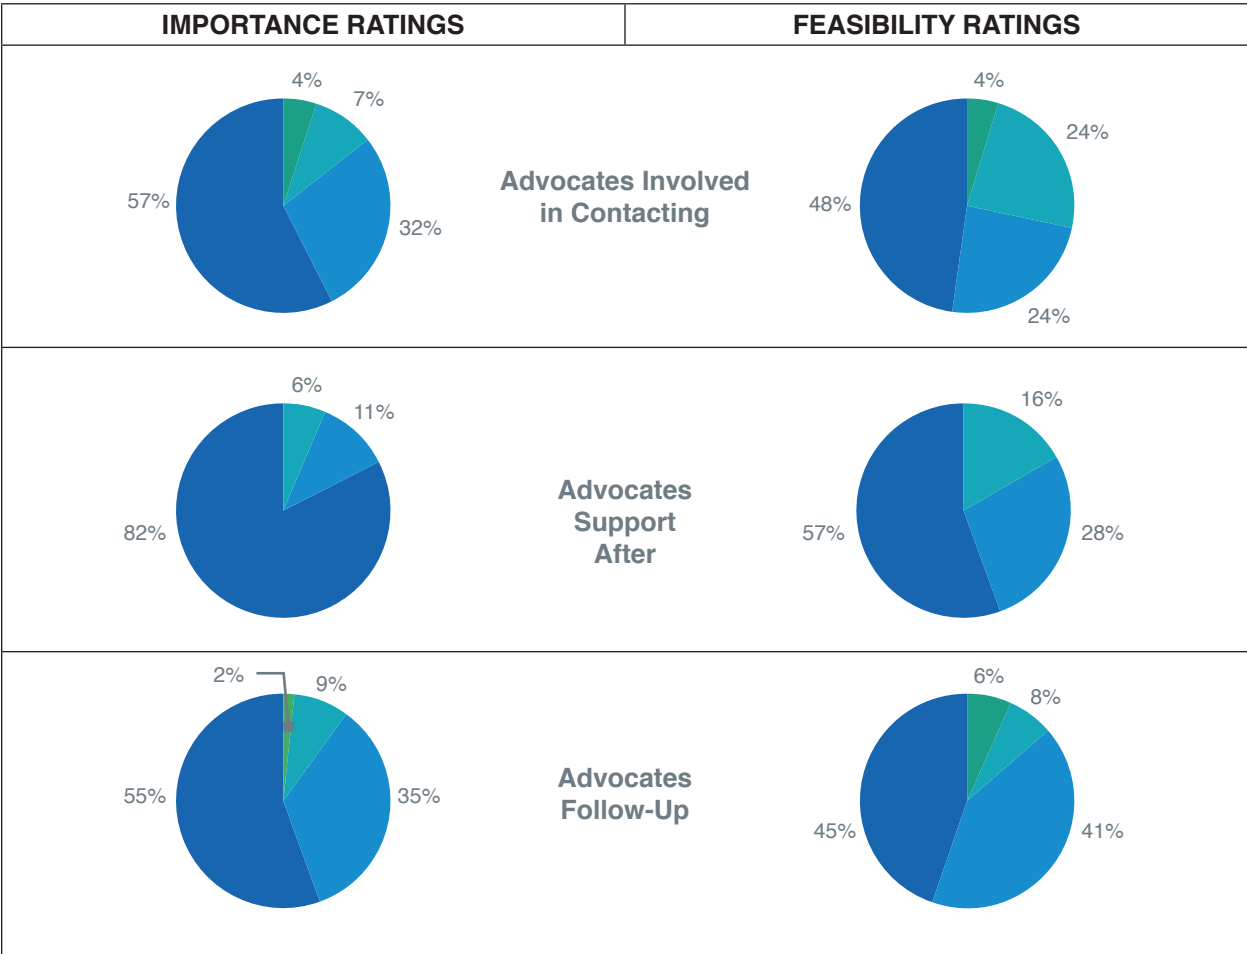 IMPORTANCE RATINGS
FEASIBILITY RATINGS
4%
7%
57%
32%
Advocates Involved
in Contacting
4%
24%
48%
24%
6%
11%
82%
Advocates
Support
After
16%
57%
28%
2%
9%
55%
35%
Advocates
Follow-Up
6%
8%
45%
41%